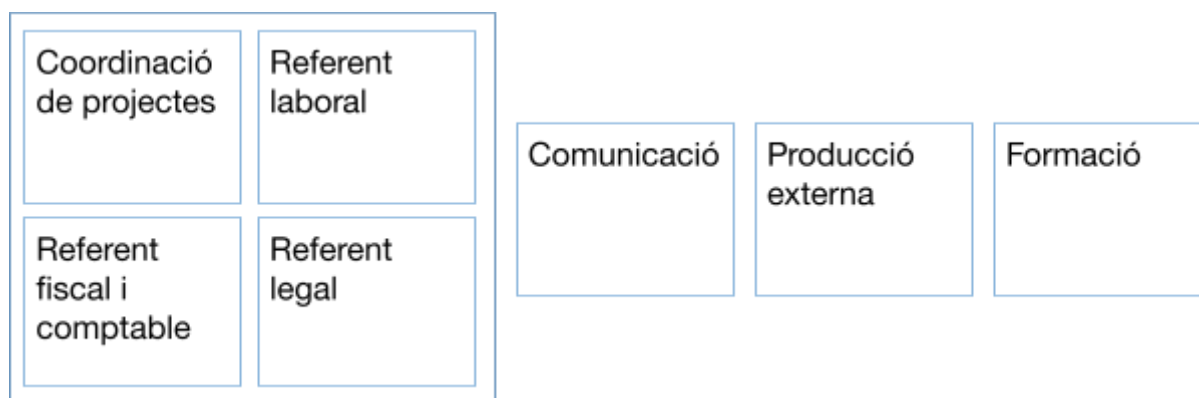 Coordinació
de projectes
Referent
laboral
Referent
fiscal i
comptable
Referent
legal
Comunicació
Producció
externa
Formació